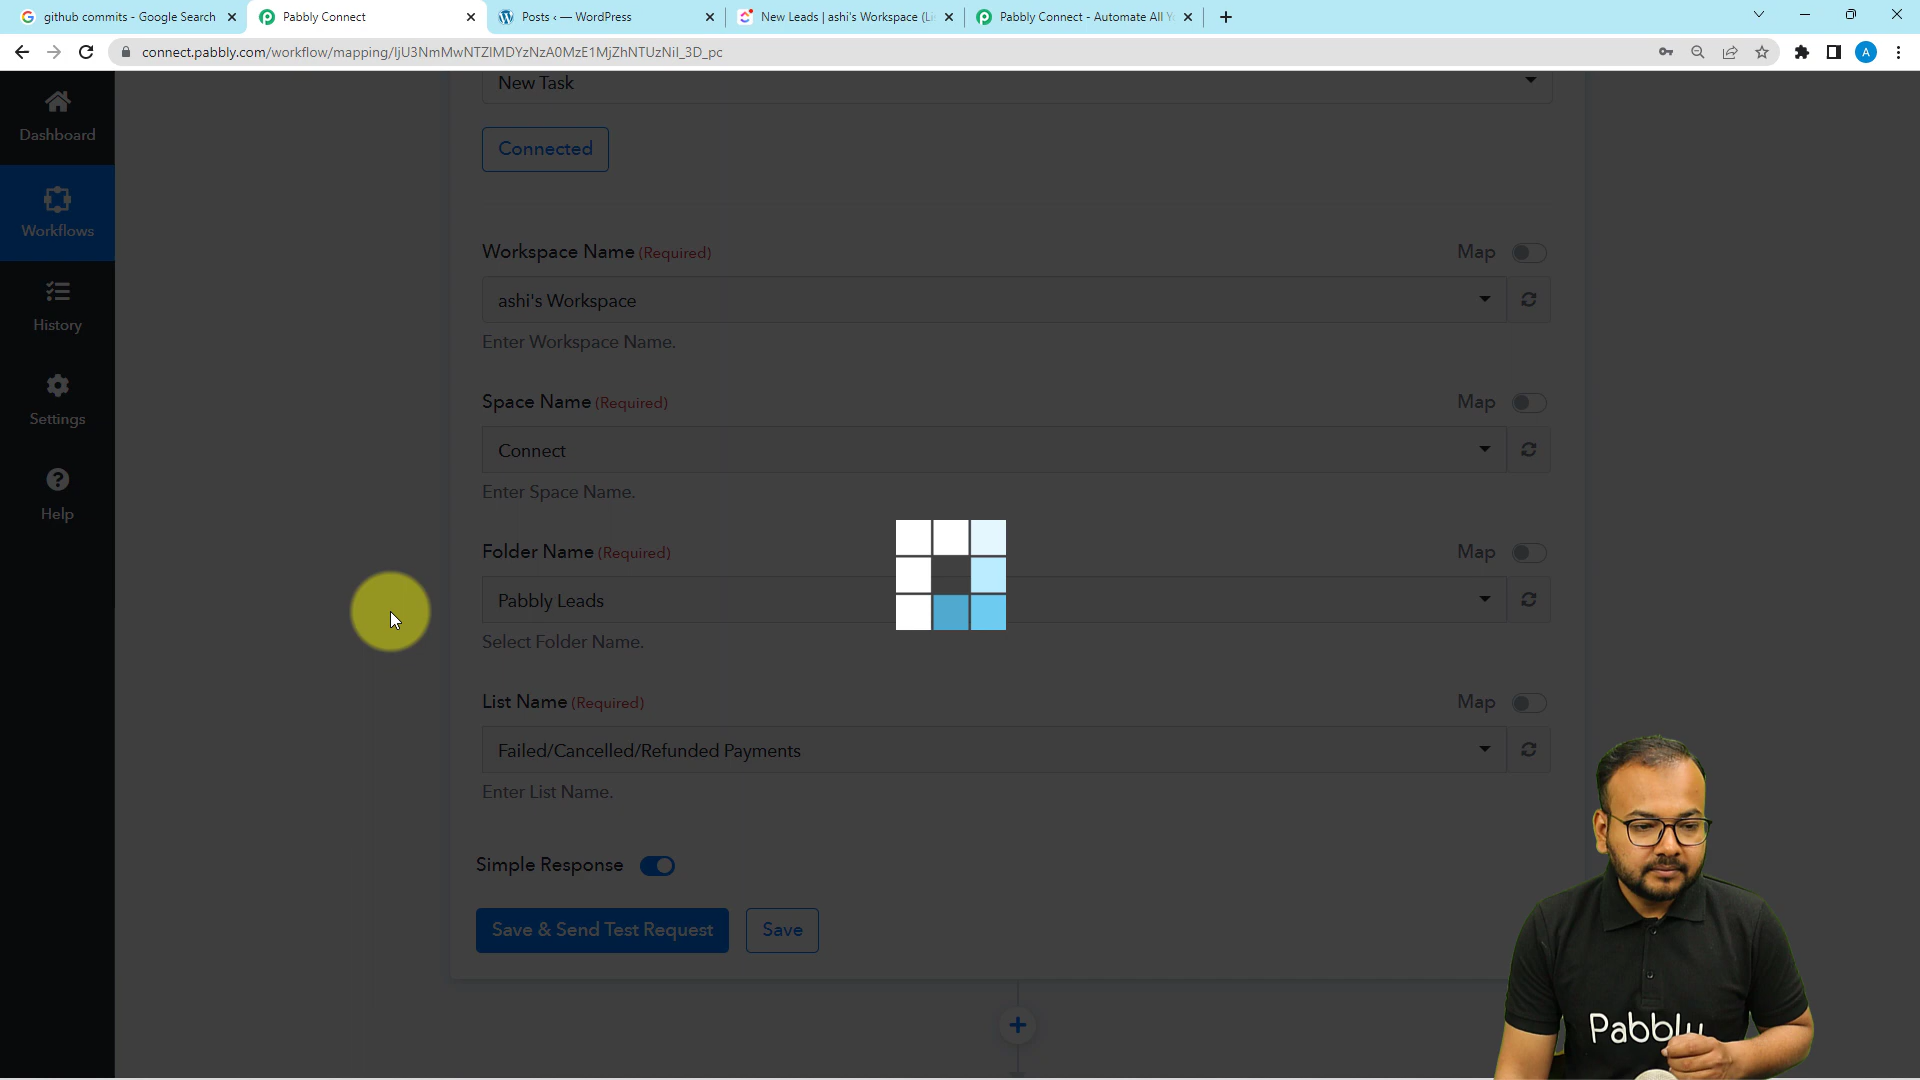 github commits - Google Search
Pabbly Connect
Posts ‹ — WordPress
New Leads | ashi's Workspace (Li
Pabbly Connect - Automate All Y
connect.pabbly.com/workflow/mapping/IjU3NmMwNTZlMDYzNzA0MzE1MjZhNTUzNiI_3D_pc
A
New Task
Dashboard
Connected
Workflows
Workspace Name (Required)
Map
ashi's Workspace
History
Enter Workspace Name.
Space Name (Required)
Map
Settings
Connect
Enter Space Name.
Help
Folder Name (Required)
Map
Pabbly Leads
Select Folder Name.
List Name (Required)
Map
Failed/Cancelled/Refunded Payments
Enter List Name.
Simple Response
Save & Send Test Request
Save
Pabbly